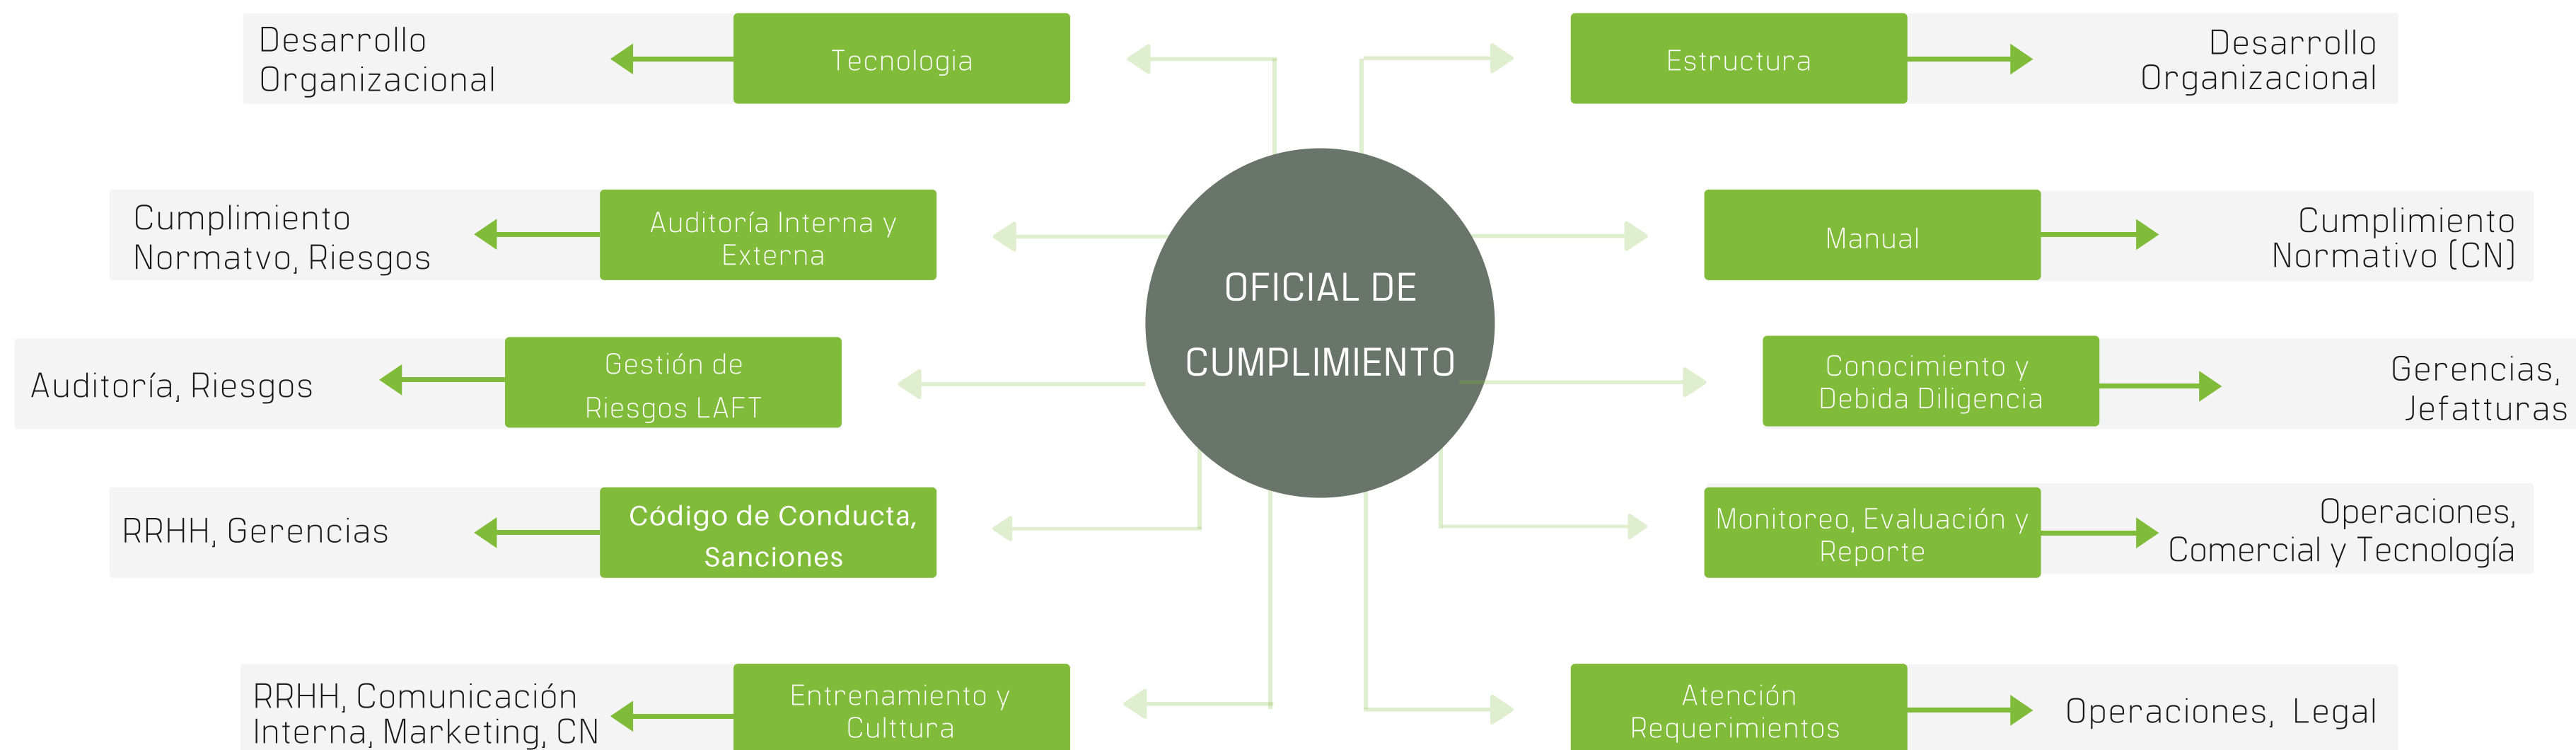 Desarrollo
Organizacional
Tecnologia
Estructura
Desarrollo
Organizacional
Cumplimiento
Normatvo, Riesgos
Auditoría Interna y
Externa
Manual
Cumplimiento
Normativo (CN)
OFICIAL DE
CUMPLIMIENTO
Auditoría, Riesgos
Gestión de
Riesgos LAFT
Conocimiento y
Debida Diligencia
Gerencias,
Jefatturas
RRHH, Gerencias
Código de Conducta,
Sanciones
Monitoreo, Evaluación y
Reporte
Operaciones,
Comercial y Tecnología
RRHH, Comunicación
Interna, Marketing, CN
Entrenamiento y
Culttura
Atención
Requerimientos
Operaciones, Legal